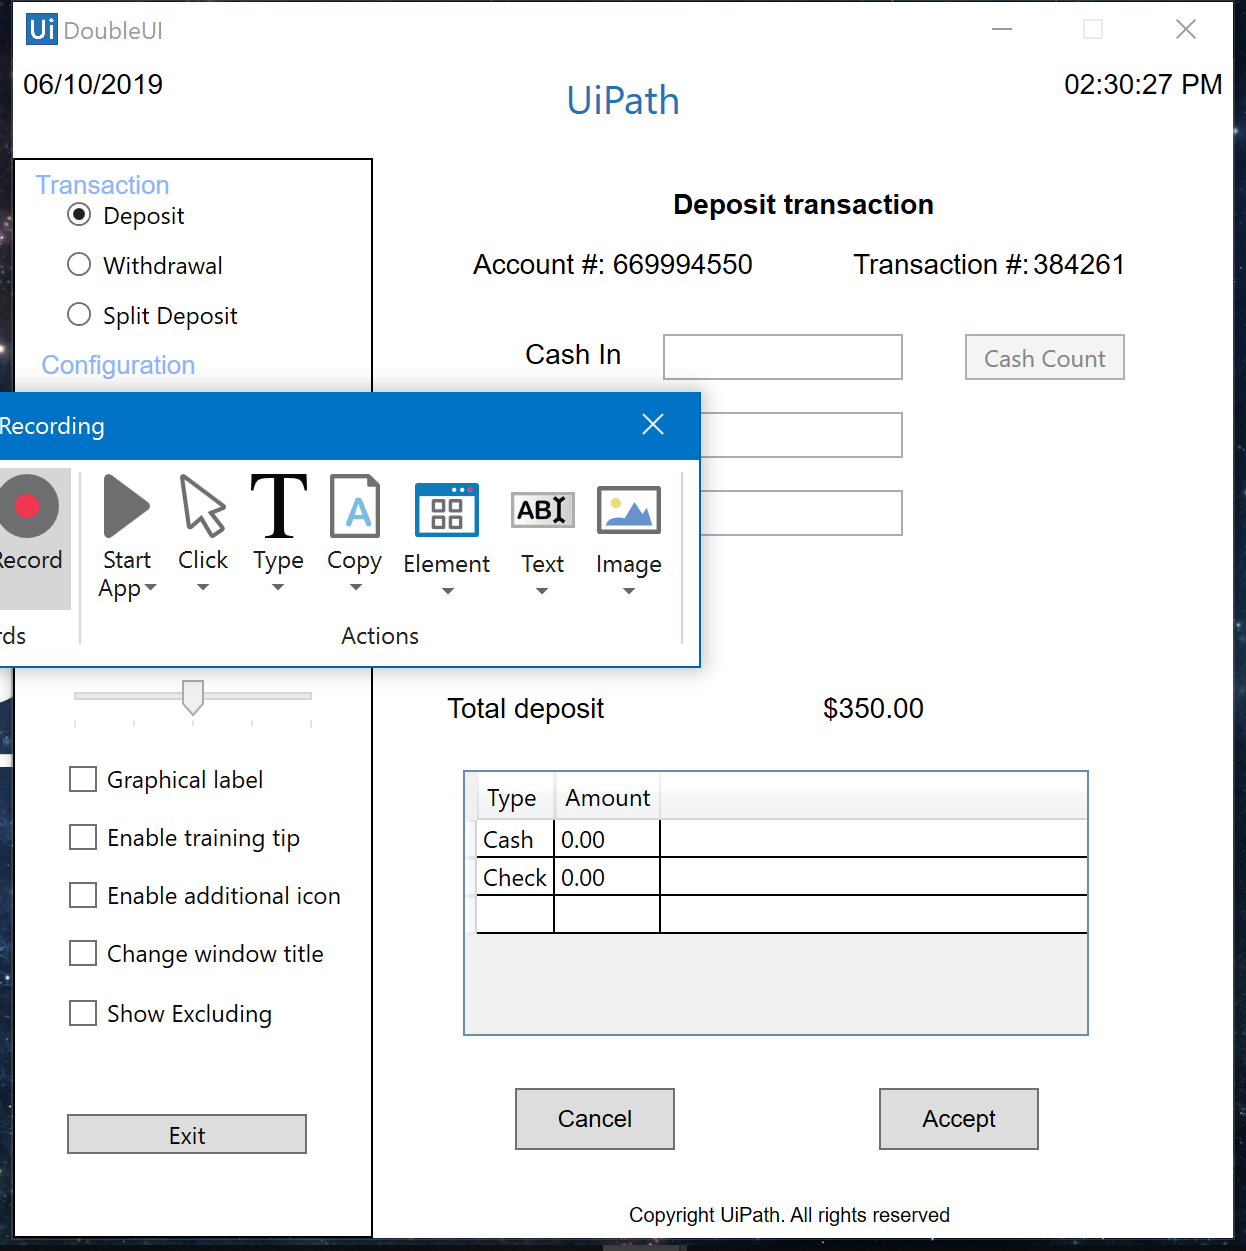 Ui DoubleUI
06/10/2019
UiPath
02:30:27 PM
Transaction
Deposit
Withdrawal
Split Deposit
Configuration
Deposit transaction
Account #: 669994550
Transaction #: 384261
Cash In
Cash Count
Recording
Record
Start App
Click
Type
Copy
Element
Text
Image
ABI
A
rds
Actions
Total deposit
$350.00
Graphical label
Enable training tip
Enable additional icon
Change window title
Show Excluding
Exit
Type Amount
Cash 0.00
Check 0.00
Cancel
Accept
Copyright UiPath. All rights reserved